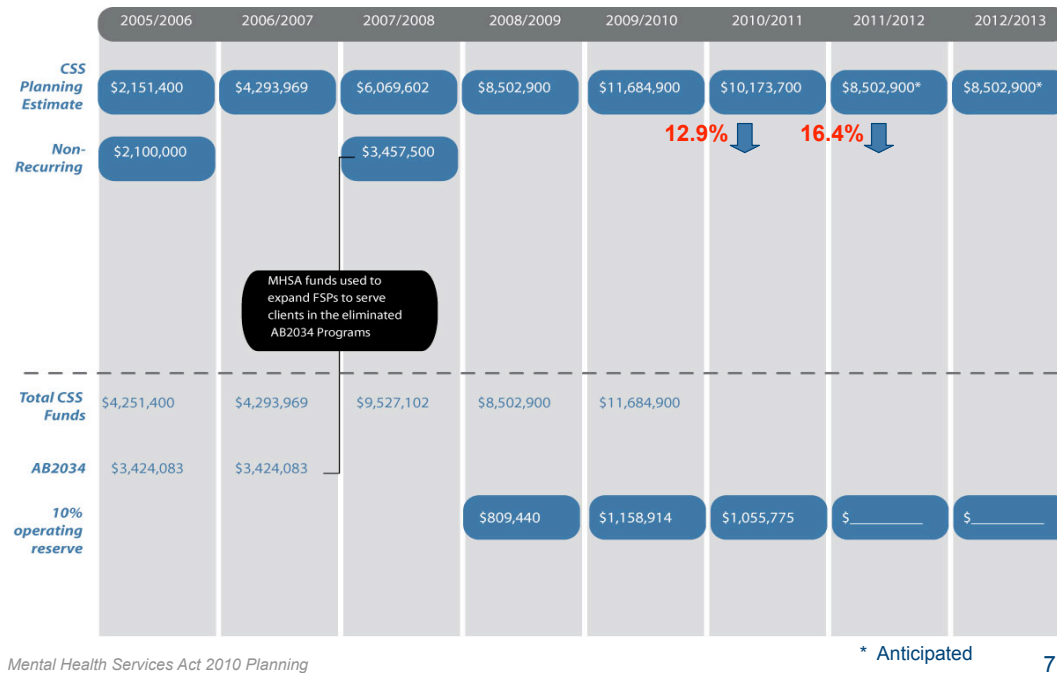 2005/2006 2006/2007 2007/2008 2008/2009 2009/2010 2010/2011 2011/2012 2012/2013
CSS
Planning
Estimate
$2,151,400 $4,293,969 $6,069,602 $8,502,900 $11,684,900 $10,173,700 $8,502,900* $8,502,900*
12.9% 16.4%
Non-
Recurring
$2,100,000 $3,457,500
MHSA funds used to
expand FSPs to serve
clients in the eliminated
AB2034 Programs
Total CSS
Funds
$4,251,400 $4,293,969 $9,527,102 $8,502,900 $11,684,900
AB2034 $3,424,083 $3,424,083
10%
operating
reserve
$809,440 $1,158,914 $1,055,775 $_________ $_________
* Anticipated
Mental Health Services Act 2010 Planning 7